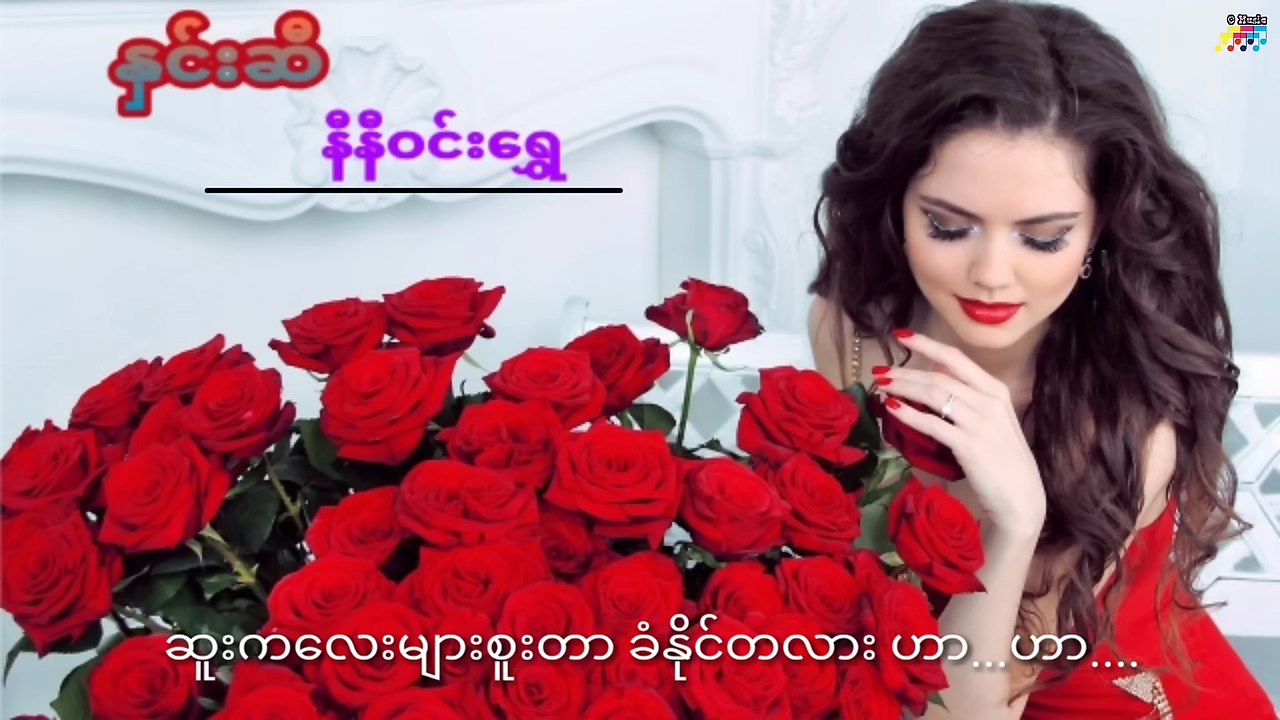 © Music
နှင်းဆီ
နီနီဝင်းရွှေ
ဆူးကလေးများစူးတာ ခံနိုင်တလား ဟာ...ဟာ....